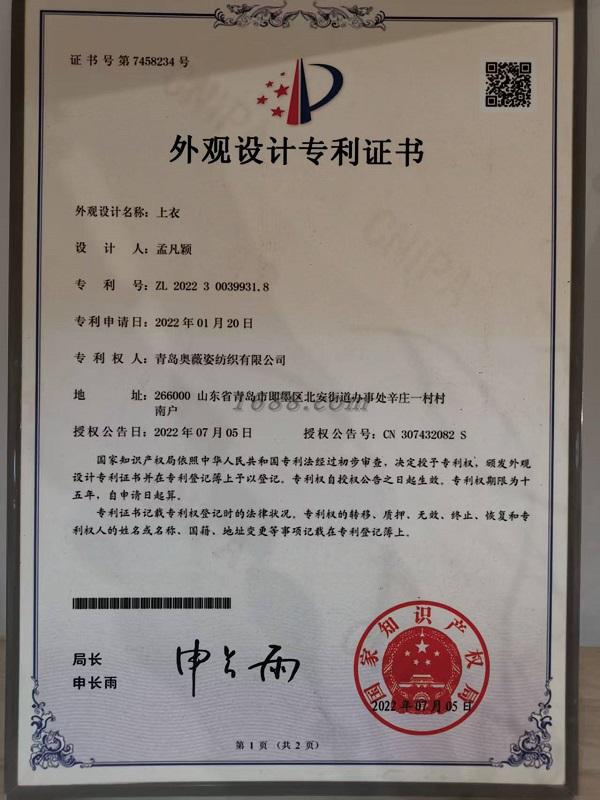 证书号第7458234号
外观设计专利证书
外观设计名称：上衣
设计人：孟凡颖
专利号：ZL 2022 3 0039931.8
专利申请日：2022年01月20日
专利权人：青岛奥薇姿纺织有限公司
地址：266000 山东省青岛市即墨区北安街道办事处辛庄一村村
南户
1688.com
授权公告日：2022年07月05日 授权公告号：CN 307432082 S
国家知识产权局依照中华人民共和国专利法经过初步审查，决定授予专利权，颁发外观
设计专利证书并在专利登记簿上予以登记。专利权自授权公告之日起生效。专利权期限为十
五年，自申请日起算。
专利证书记载专利权登记时的法律状况。专利权的转移、质押、无效、终止、恢复和专
利权人的姓名或名称、国籍、地址变更等事项记载在专利登记簿上。
局长
申长雨
申长雨
国家知识产权局
2022年07月05日
第1页（共2页）
CNIPA